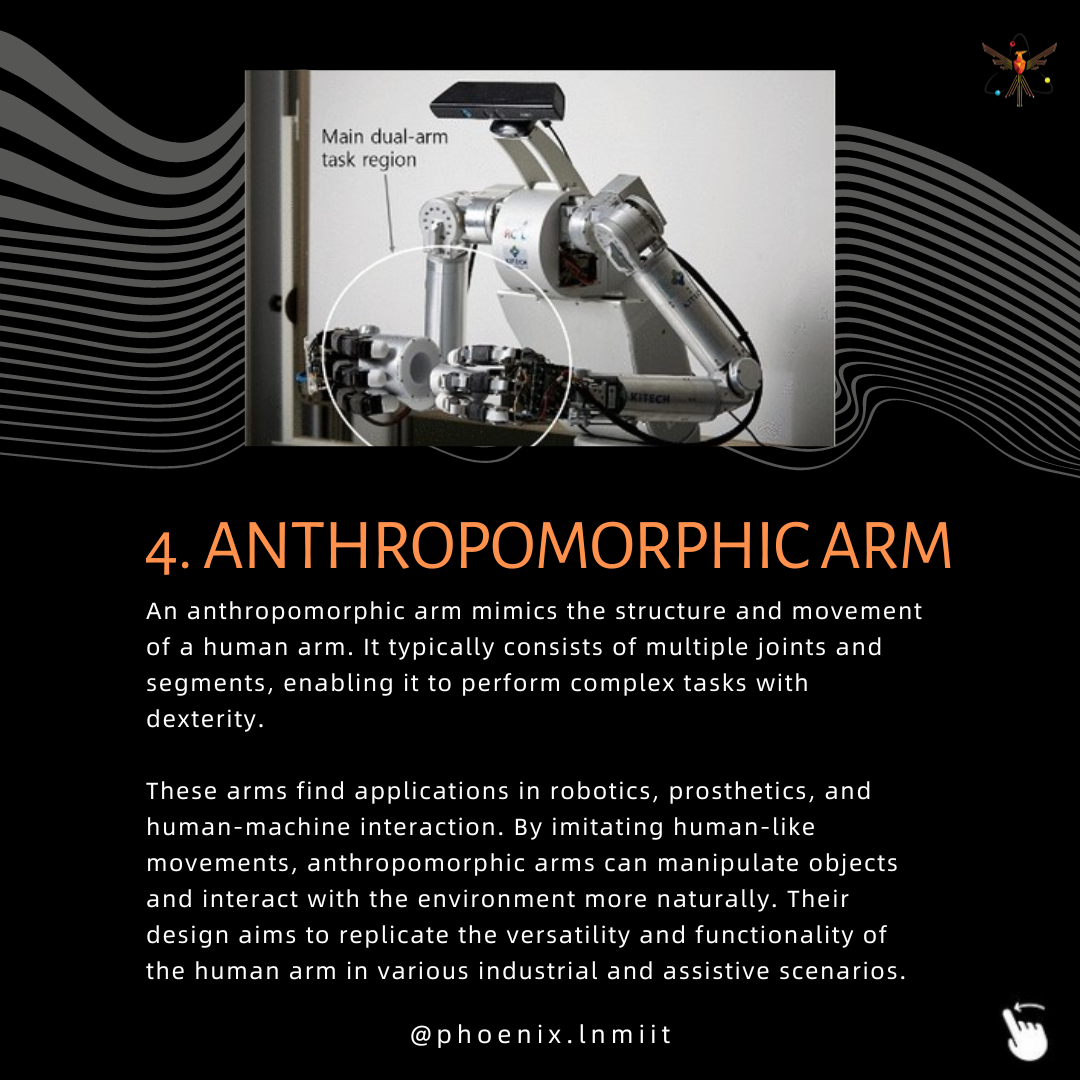 Main dual-arm
task region
KITECH
4. ANTHROPOMORPHIC ARM
An anthropomorphic arm mimics the structure and movement
of a human arm. It typically consists of multiple joints and
segments, enabling it to perform complex tasks with
dexterity.
These arms find applications in robotics, prosthetics, and
human-machine interaction. By imitating human-like
movements, anthropomorphic arms can manipulate objects
and interact with the environment more naturally. Their
design aims to replicate the versatility and functionality of
the human arm in various industrial and assistive scenarios.
@phoenix.lnmiit